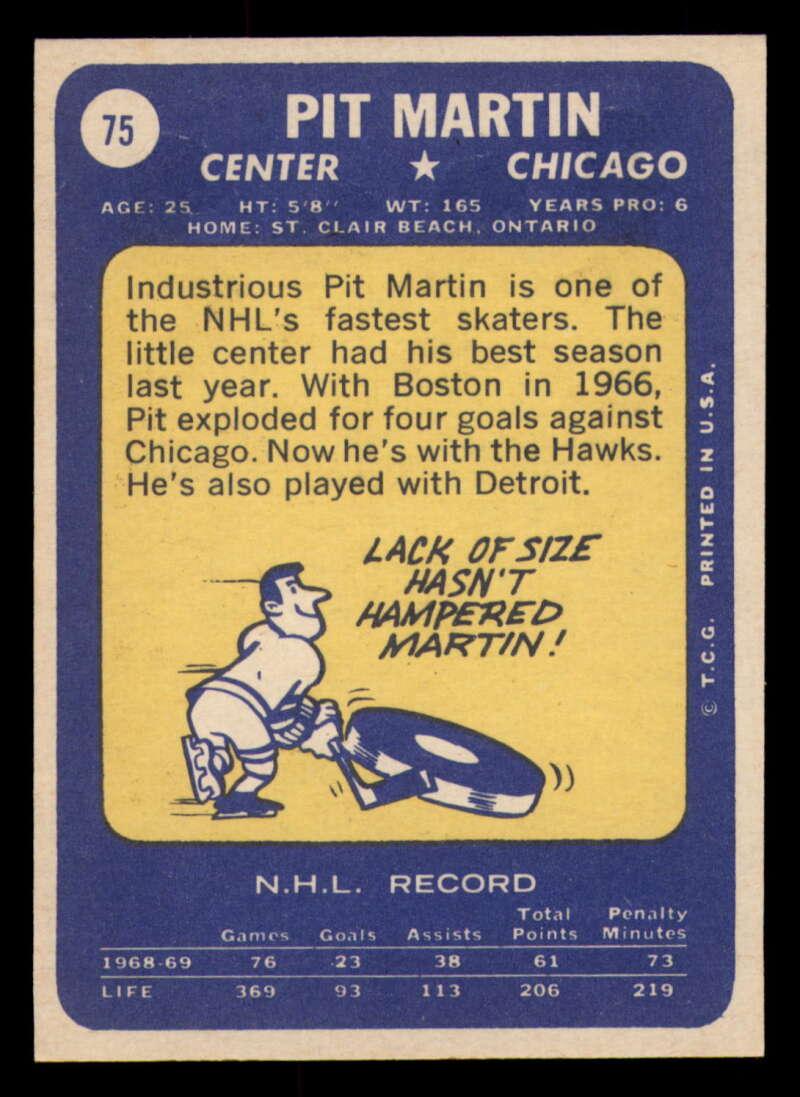 75
PIT MARTIN
CENTER ★ CHICAGO
AGE: 25 HT: 5'8'' WT: 165 YEARS PRO: 6
HOME: ST. CLAIR BEACH, ONTARIO
Industrious Pit Martin is one of
the NHL's fastest skaters. The
little center had his best season
last year. With Boston in 1966,
Pit exploded for four goals against
Chicago. Now he's with the Hawks.
He's also played with Detroit.
LACK OF SIZE
HASN'T
HAMPERED
MARTIN!
© T.C.G. PRINTED IN U.S.A.
N.H.L. RECORD
Games Goals Assists Total Points Penalty Minutes
1968-69 76 23 38 61 73
LIFE 369 93 113 206 219